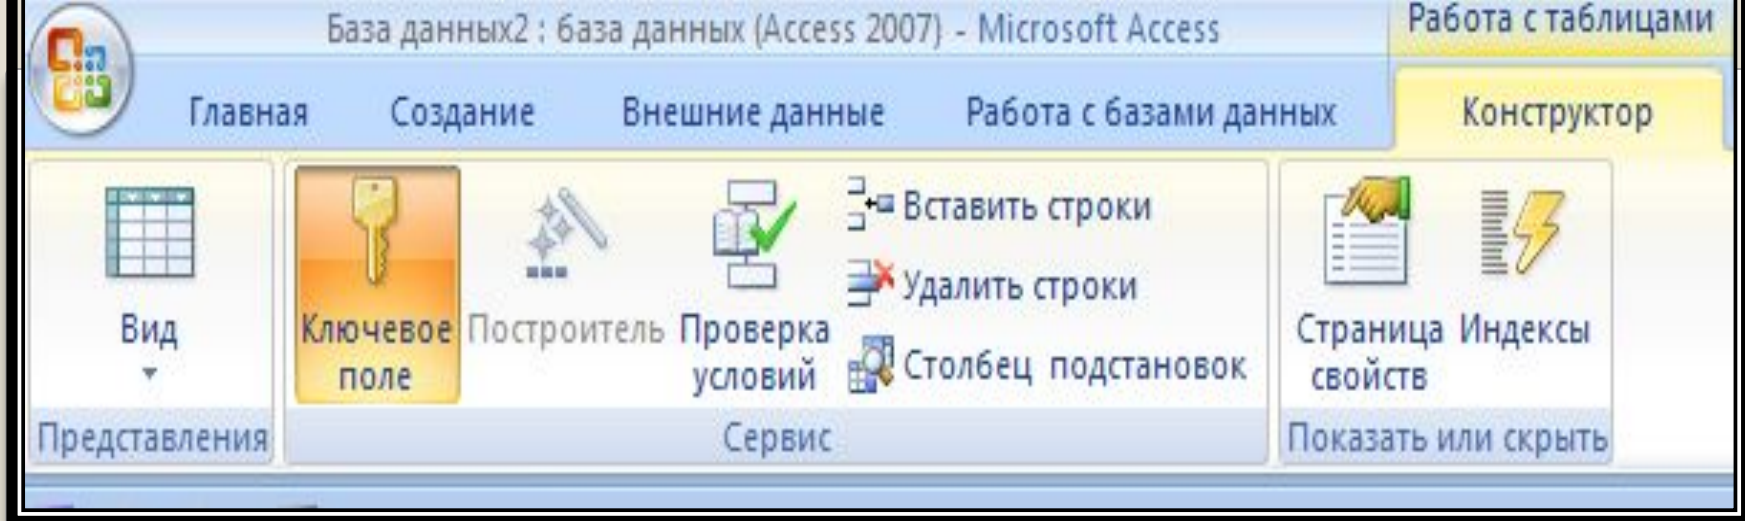 База данных2 : база данных (Access 2007) - Microsoft Access
Работа с таблицами
Главная
Создание
Внешние данные
Работа с базами данных
Конструктор
Вид
Ключевое
поле
Построитель
Проверка
условий
Вставить строки
Удалить строки
Столбец подстановок
Страница
свойств
Индексы
Представления
Сервис
Показать или скрыть